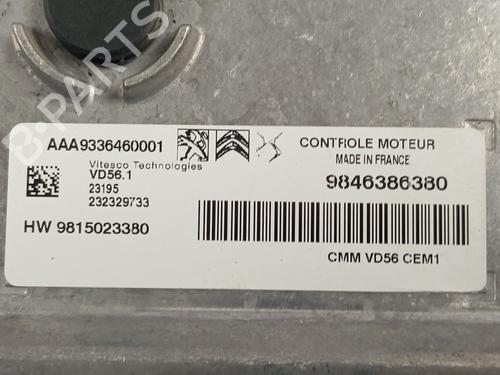 AAA9336460001
Vitesco Technologies
VD56.1
23195
232329733
HW 9815023380
CONTROLE MOTEUR
MADE IN FRANCE
9846386380
CMM VD56 CEM1
B-PARTS